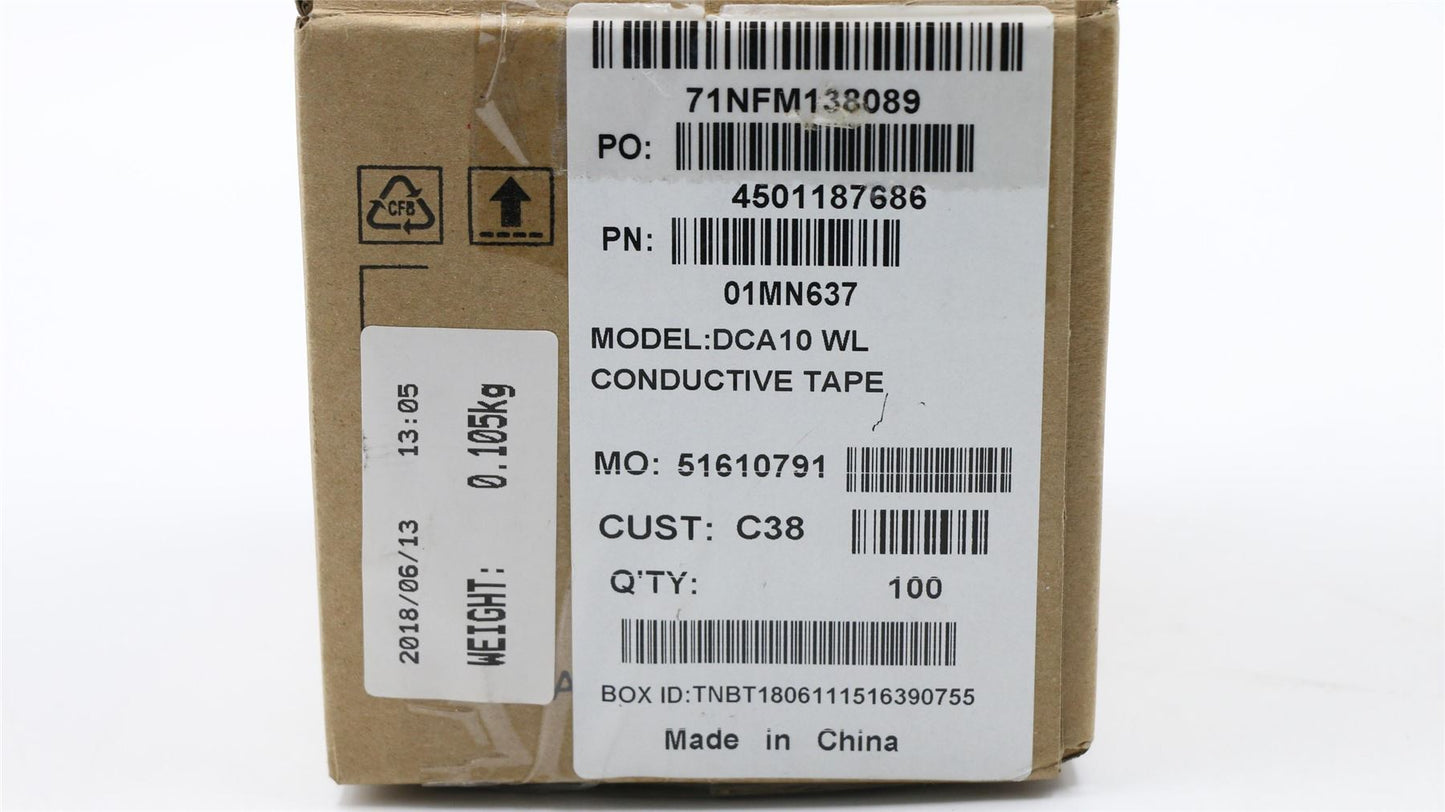 71NFM138089
PO:
4501187686
PN:
01MN637
MODEL:DCA10 WL
CONDUCTIVE TAPE
MO: 51610791
CUST: C38
Q'TY: 100
BOX ID:TNBT1806111516390755
Made in China
CFB
2018/06/13 13:05
WEIGHT: 0.105kg
A